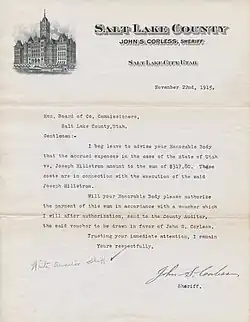 SALT LAKE COUNTY
JOHN S. CORLESS, SHERIFF
SALT LAKE CITY, UTAH
November 22nd, 1915.
Hon. Board of Co. Commissioners,
Salt Lake County, Utah.
Gentlemen:-
I beg leave to advise your Honorable Body
that the accrued expenses in the case of the State of Utah
vs. Joseph Hillstrom amount to the sum of $317.80. These
costs are in connection with the execution of the said
Joseph Hillstrom.
Will your Honorable Body please authorize
the payment of this sum in accordance with a voucher which
I will after authorization, send to the County Auditor,
the said voucher to be drawn in favor of John S. Corless.
Trusting your immediate attention, I remain
Yours respectfully,
John S. Corless
Sheriff.